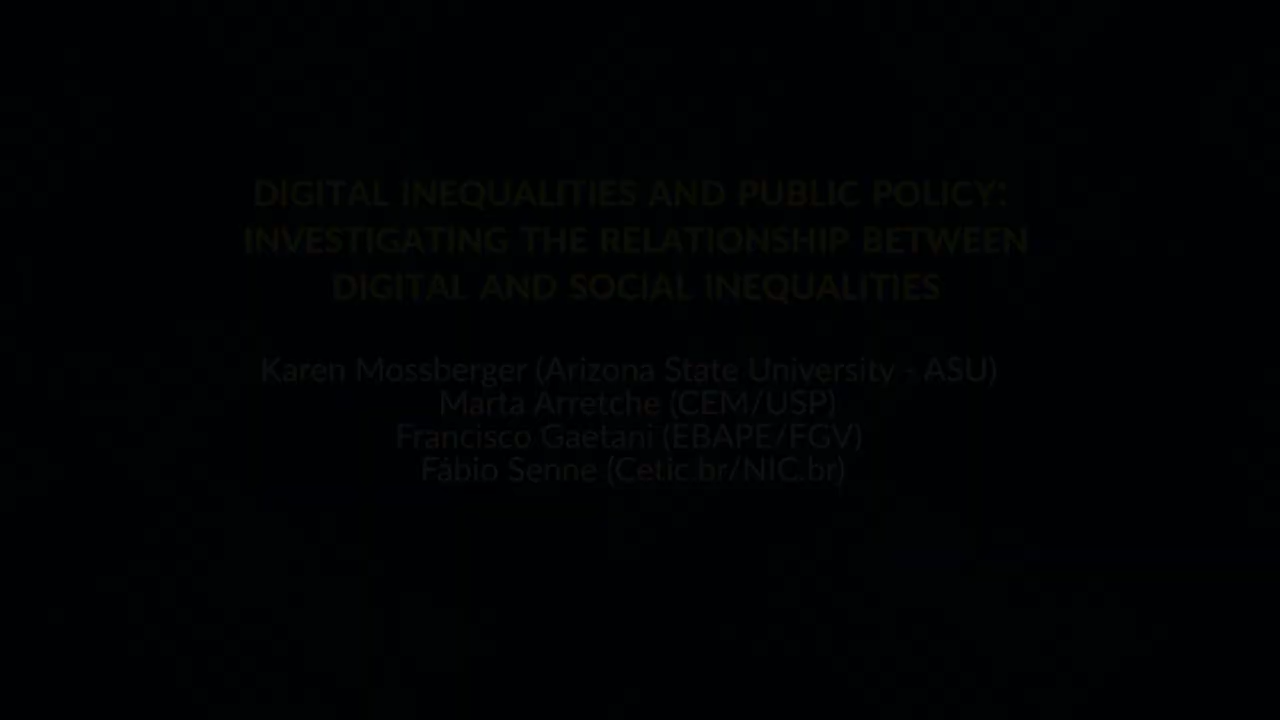 DIGITAL INEQUALITIES AND PUBLIC POLICY:
INVESTIGATING THE RELATIONSHIP BETWEEN
DIGITAL AND SOCIAL INEQUALITIES
Karen Mossberger (Arizona State University - ASU)
Marta Arretche (CEM/USP)
Francisco Gaetani (EBAPE/FGV)
Fábio Senne (Cetic.br/NIC.br)